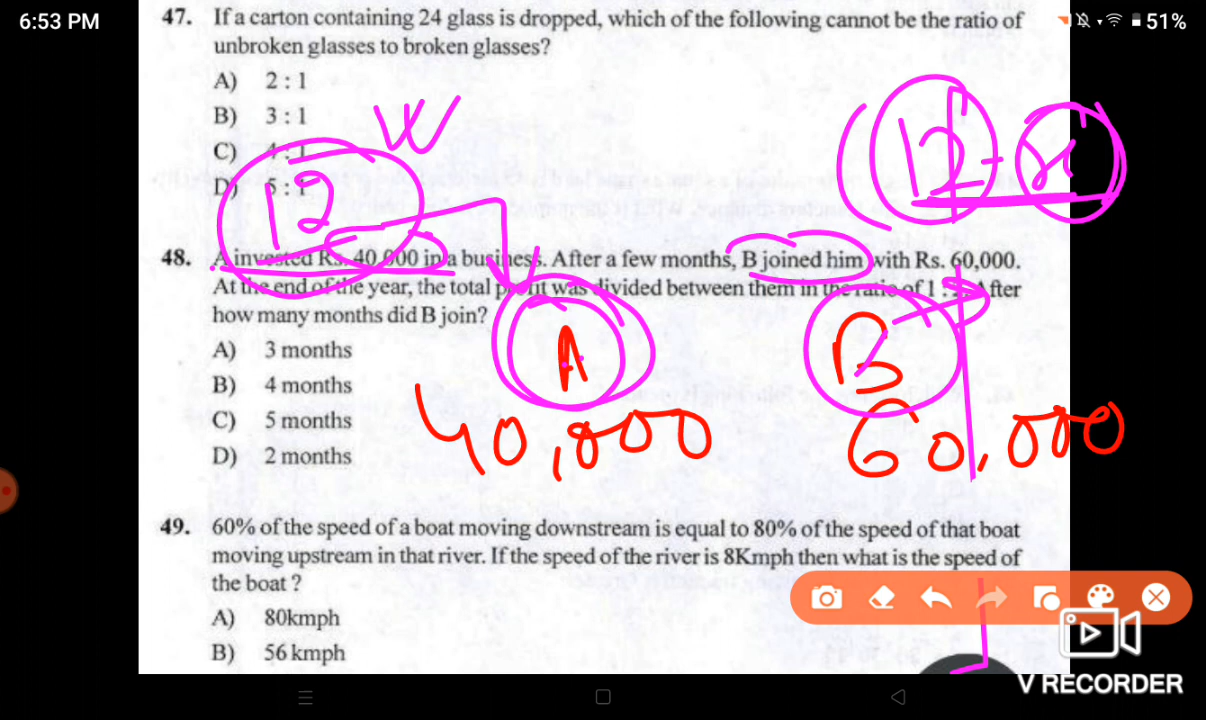 6:53 PM
51%
47. If a carton containing 24 glass is dropped, which of the following cannot be the ratio of
unbroken glasses to broken glasses?
A) 2 : 1
B) 3 : 1
C) 4 : 1
D) 5 : 1
12
(12 - x
48. A invested Rs. 40,000 in a business. After a few months, B joined him with Rs. 60,000.
At the end of the year, the total profit was divided between them in the ratio of 1 : After
how many months did B join?
A) 3 months
B) 4 months
C) 5 months
D) 2 months
A
B
40,000
60,000
49. 60% of the speed of a boat moving downstream is equal to 80% of the speed of that boat
moving upstream in that river. If the speed of the river is 8Kmph then what is the speed of
the boat ?
A) 80kmph
B) 56 kmph
V RECORDER